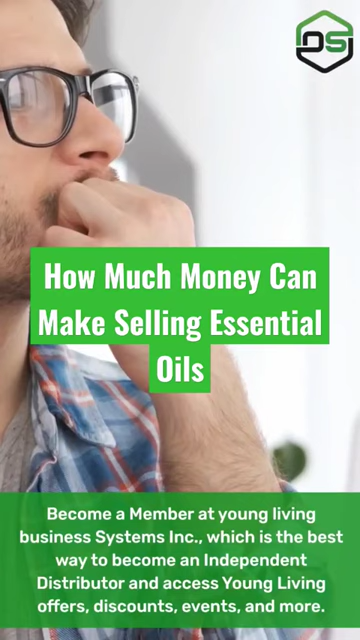 DS
How Much Money Can
Make Selling Essential
Oils
Become a Member at young living
business Systems Inc., which is the best
way to become an Independent
Distributor and access Young Living
offers, discounts, events, and more.